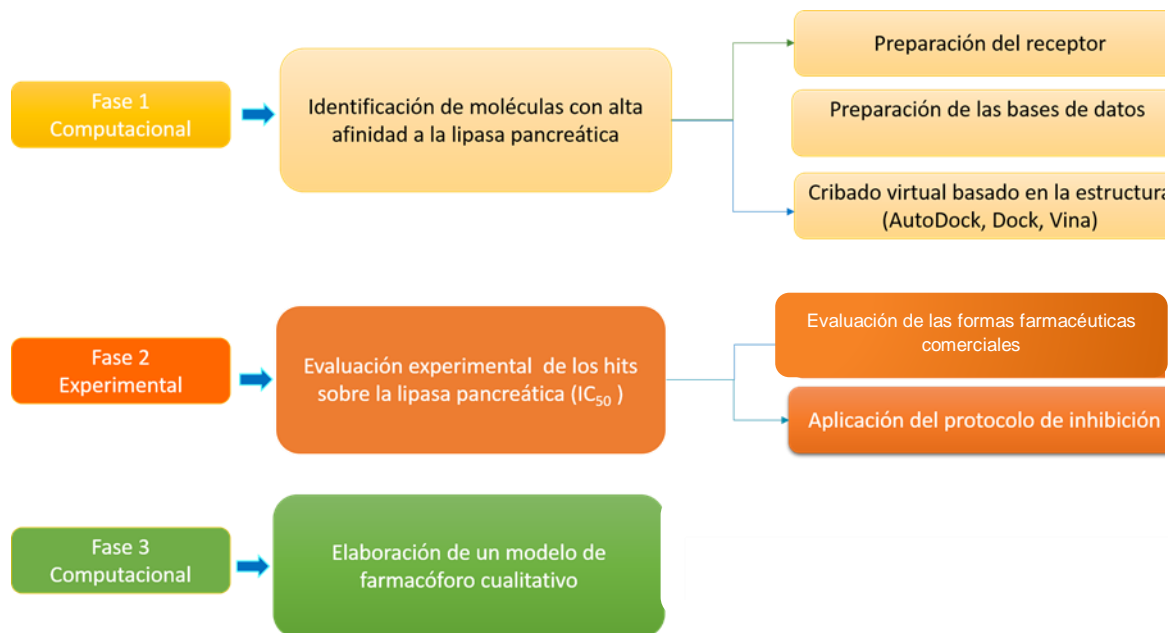 Fase 1
Computacional
Identificación de moléculas con alta
afinidad a la lipasa pancreática
Preparación del receptor
Preparación de las bases de datos
Cribado virtual basado en la estructura
(AutoDock, Dock, Vina)
Fase 2
Experimental
Evaluación experimental de los hits
sobre la lipasa pancreática (IC50 )
Evaluación de las formas farmacéuticas
comerciales
Aplicación del protocolo de inhibición
Fase 3
Computacional
Elaboración de un modelo de
farmacóforo cualitativo